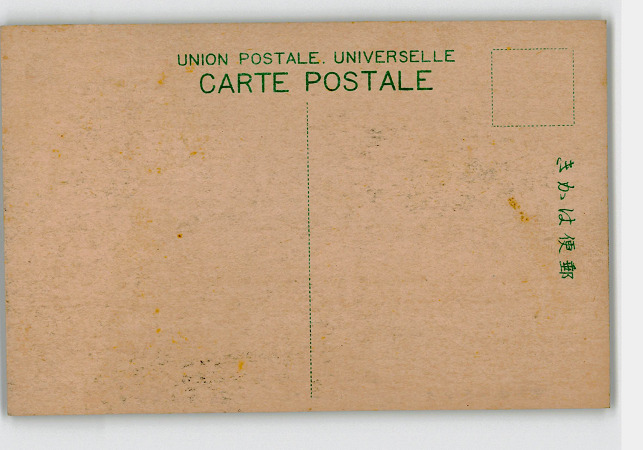 UNION POSTALE. UNIVERSELLE
CARTE POSTALE
きかは便郵